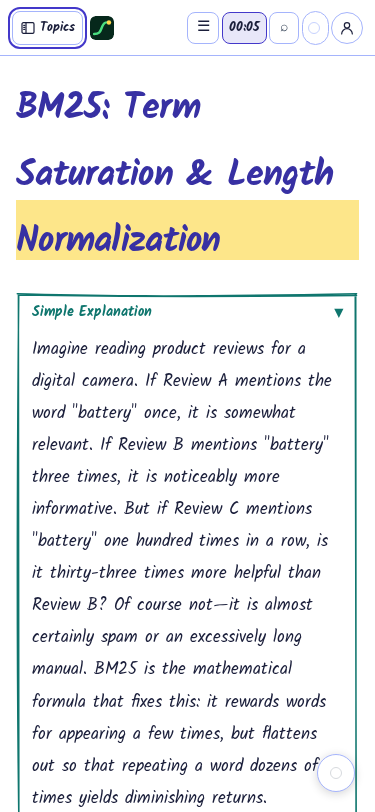 Topics
00:05
BM25: Term
Saturation & Length
Normalization
Simple Explanation
Imagine reading product reviews for a
digital camera. If Review A mentions the
word "battery" once, it is somewhat
relevant. If Review B mentions "battery"
three times, it is noticeably more
informative. But if Review C mentions
"battery" one hundred times in a row, is
it thirty-three times more helpful than
Review B? Of course not—it is almost
certainly spam or an excessively long
manual. BM25 is the mathematical
formula that fixes this: it rewards words
for appearing a few times, but flattens
out so that repeating a word dozens of
times yields diminishing returns.